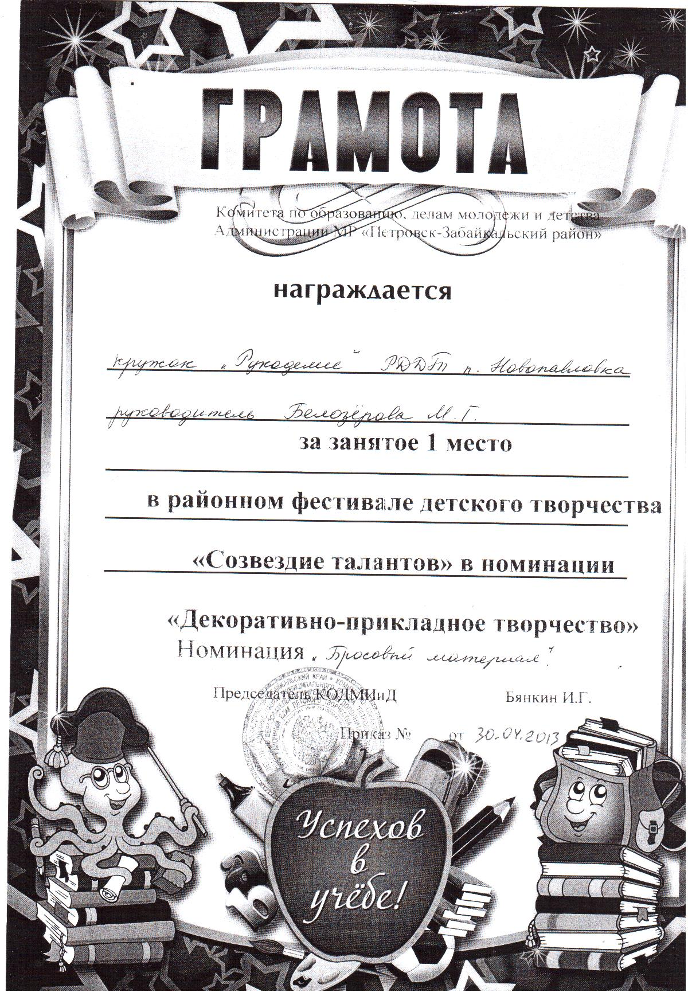 ГРАМОТА
Комитета по образованию, делам молодежи и детства
Администрации МР «Петровск-Забайкальский район»
награждается
кружок „Рукоделие“ РДДТ п. Новопавловка
руководитель Белозёрова М. Г.
за занятое 1 место
в районном фестивале детского творчества
«Созвездие талантов» в номинации
«Декоративно-прикладное творчество»
Номинация „Бросовый материал“.
Председатель КОДМИиД Бянкин И.Г.
Приказ № от 30.04.2013
Успехов
в
учёбе!